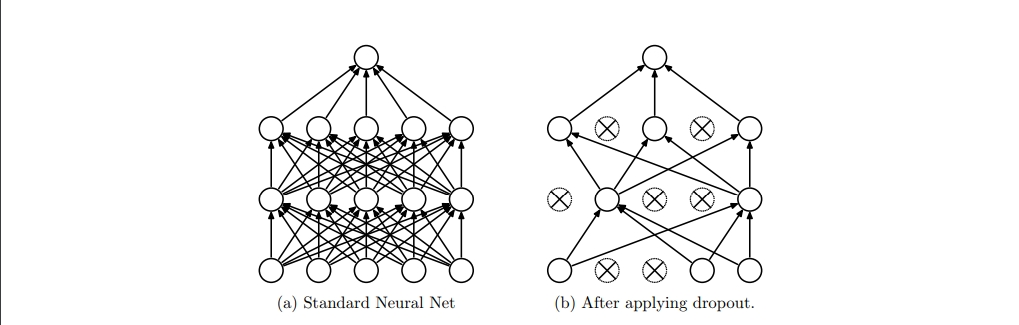 (a) Standard Neural Net
(b) After applying dropout.